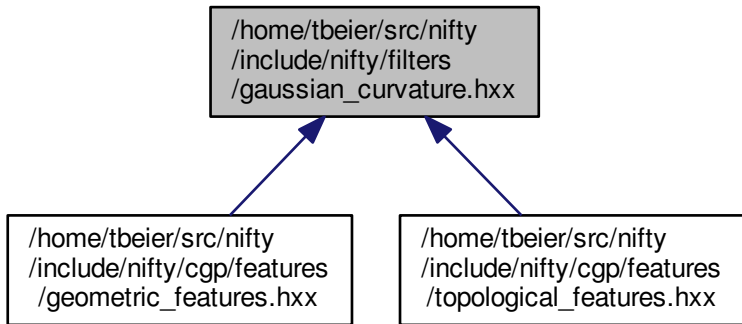 /home/tbeier/src/nifty
/include/nifty/filters
/gaussian_curvature.hxx
/home/tbeier/src/nifty
/include/nifty/cgp/features
/geometric_features.hxx
/home/tbeier/src/nifty
/include/nifty/cgp/features
/topological_features.hxx